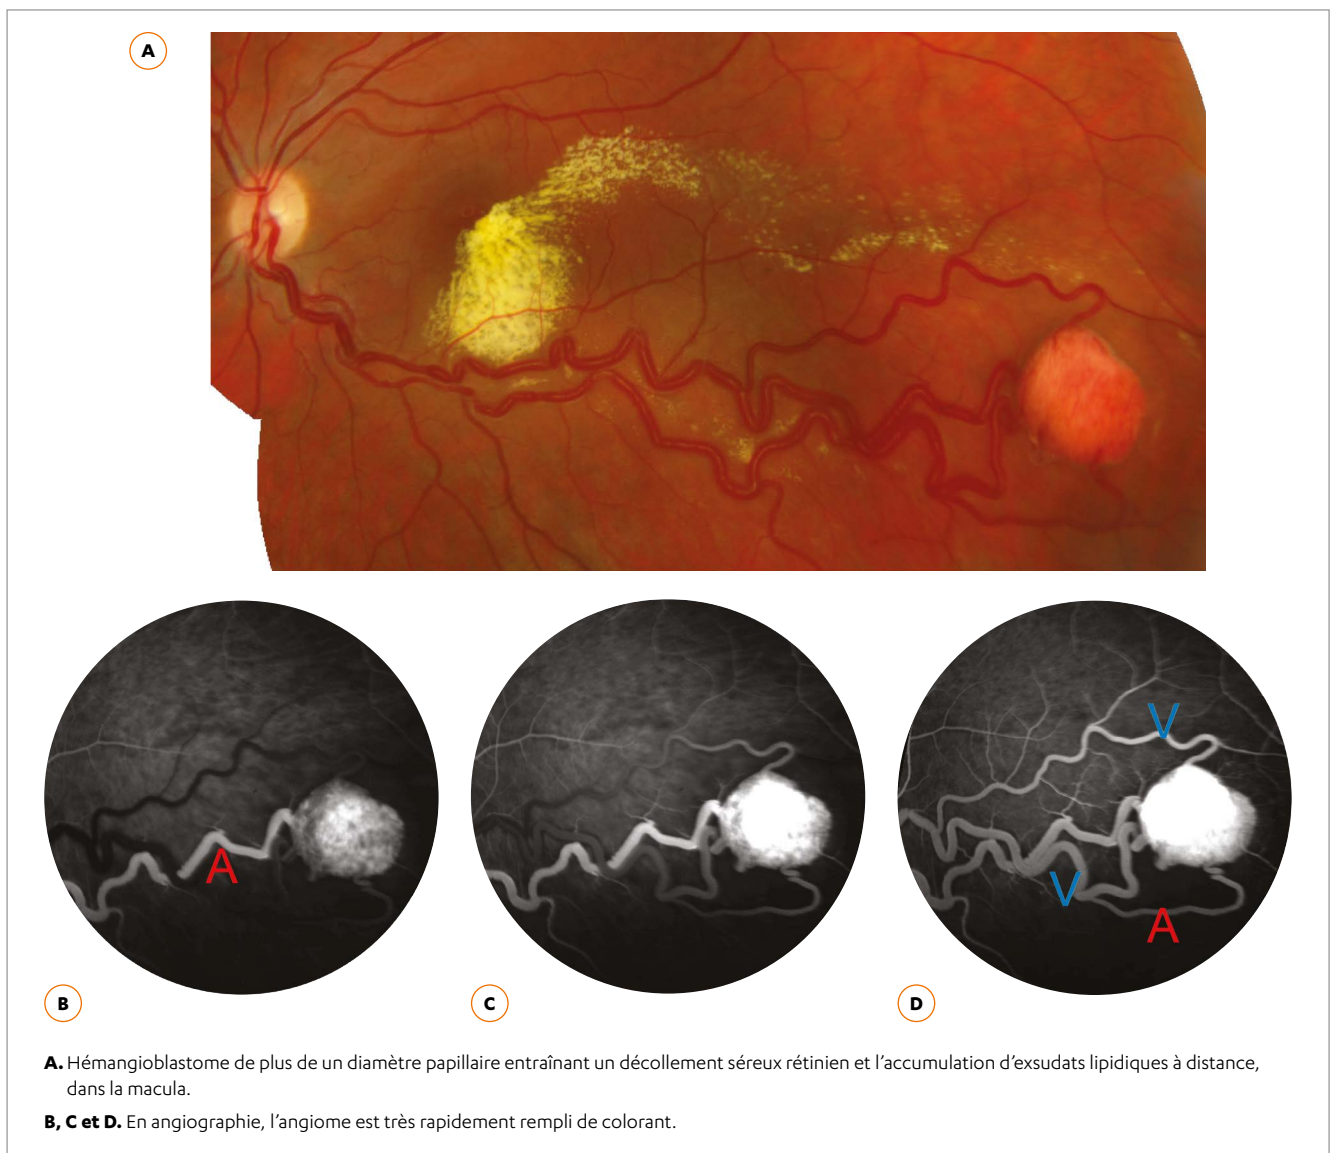 A
A
V
V
A
B
C
D
A. Hémangioblastome de plus de un diamètre papillaire entraînant un décollement séreux rétinien et l'accumulation d'exsudats lipidiques à distance,
dans la macula.
B, C et D. En angiographie, l'angiome est très rapidement rempli de colorant.